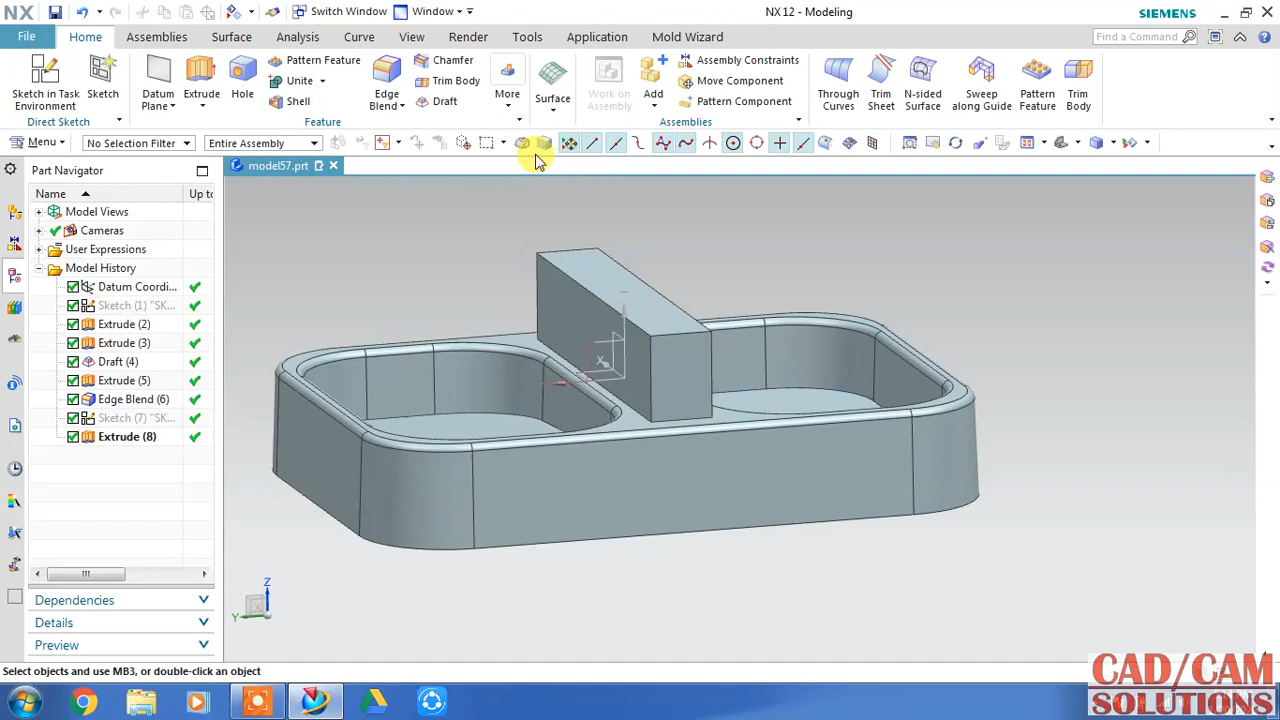 NX
Switch Window
Window
NX 12 - Modeling
SIEMENS
File
Home
Assemblies
Surface
Analysis
Curve
View
Render
Tools
Application
Mold Wizard
Find a Command
Sketch in Task Environment
Sketch
Direct Sketch
Datum Plane
Extrude
Hole
Pattern Feature
Unite
Shell
Edge Blend
Chamfer
Trim Body
Draft
More
Feature
Surface
Work on Assembly
Add
Assembly Constraints
Move Component
Pattern Component
Assemblies
Through Curves
Trim Sheet
N-sided Surface
Sweep along Guide
Pattern Feature
Trim Body
Menu
No Selection Filter
Entire Assembly
Part Navigator
model57.prt
Name
Up to
Model Views
Cameras
User Expressions
Model History
Datum Coordi...
Sketch (1) "SK...
Extrude (2)
Extrude (3)
Draft (4)
Extrude (5)
Edge Blend (6)
Sketch (7) "SK...
Extrude (8)
X
Z
Y
X
Dependencies
Details
Preview
Select objects and use MB3, or double-click an object
CAD/CAM
SOLUTIONS